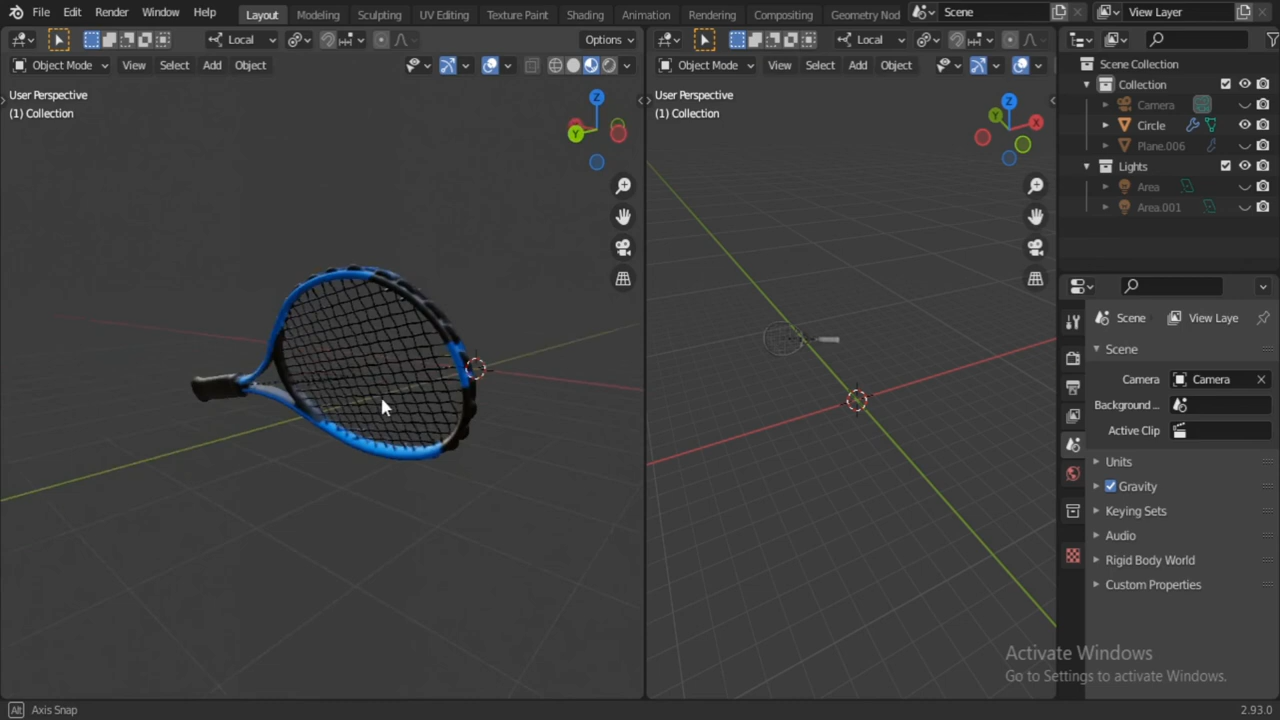 File Edit Render Window Help Layout Modeling Sculpting UV Editing Texture Paint Shading Animation Rendering Compositing Geometry Nod Scene View Layer
Local Options Local
Object Mode View Select Add Object Object Mode View Select Add Object
User Perspective
(1) Collection
Z
Y
User Perspective
(1) Collection
Z
Y
X
Scene Collection
Collection
Camera
Circle
Plane.006
Lights
Area
Area.001
Scene View Laye
Scene
Camera Camera
Background ...
Active Clip
Units
Gravity
Keying Sets
Audio
Rigid Body World
Custom Properties
Activate Windows
Go to Settings to activate Windows.
Alt Axis Snap 2.93.0